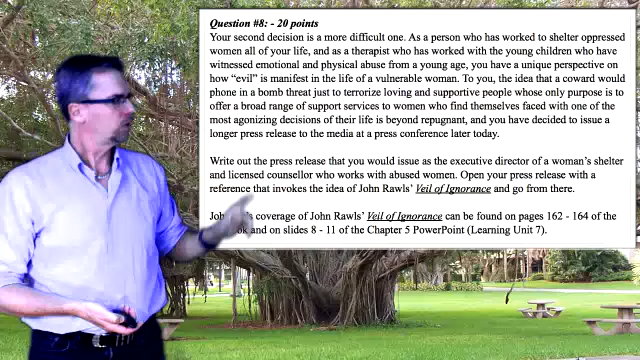 Question #8: - 20 points
Your second decision is a more difficult one. As a person who has worked to shelter oppressed
women all of your life, and as a therapist who has worked with the young children who have
witnessed emotional and physical abuse from a young age, you have a unique perspective on
how “evil” is manifest in the life of a vulnerable woman. To you, the idea that a coward would
phone in a bomb threat just to terrorize loving and supportive people whose only purpose is to
offer a broad range of support services to women who find themselves faced with one of the
most agonizing decisions of their life is beyond repugnant, and you have decided to issue a
longer press release to the media at a press conference later today.
Write out the press release that you would issue as the executive director of a woman’s shelter
and licensed counsellor who works with abused women. Open your press release with a
reference that invokes the idea of John Rawls’ Veil of Ignorance and go from there.
coverage of John Rawls’ Veil of Ignorance can be found on pages 162 - 164 of the
and on slides 8 - 11 of the Chapter 5 PowerPoint (Learning Unit 7).